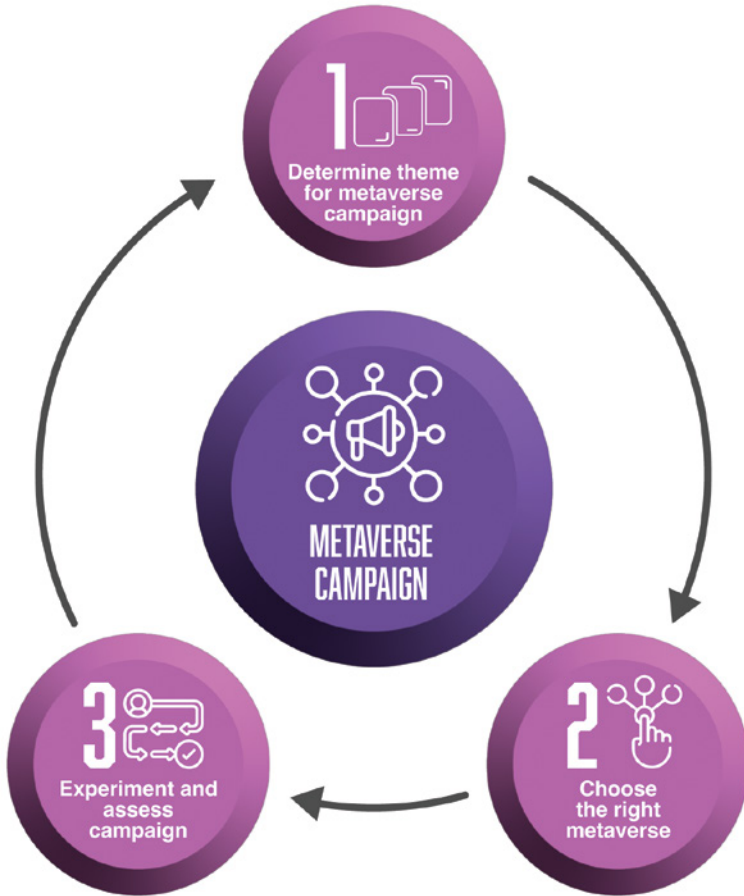 1
Determine theme
for metaverse
campaign
METAVERSE
CAMPAIGN
2
Choose
the right
metaverse
3
Experiment and
assess
campaign